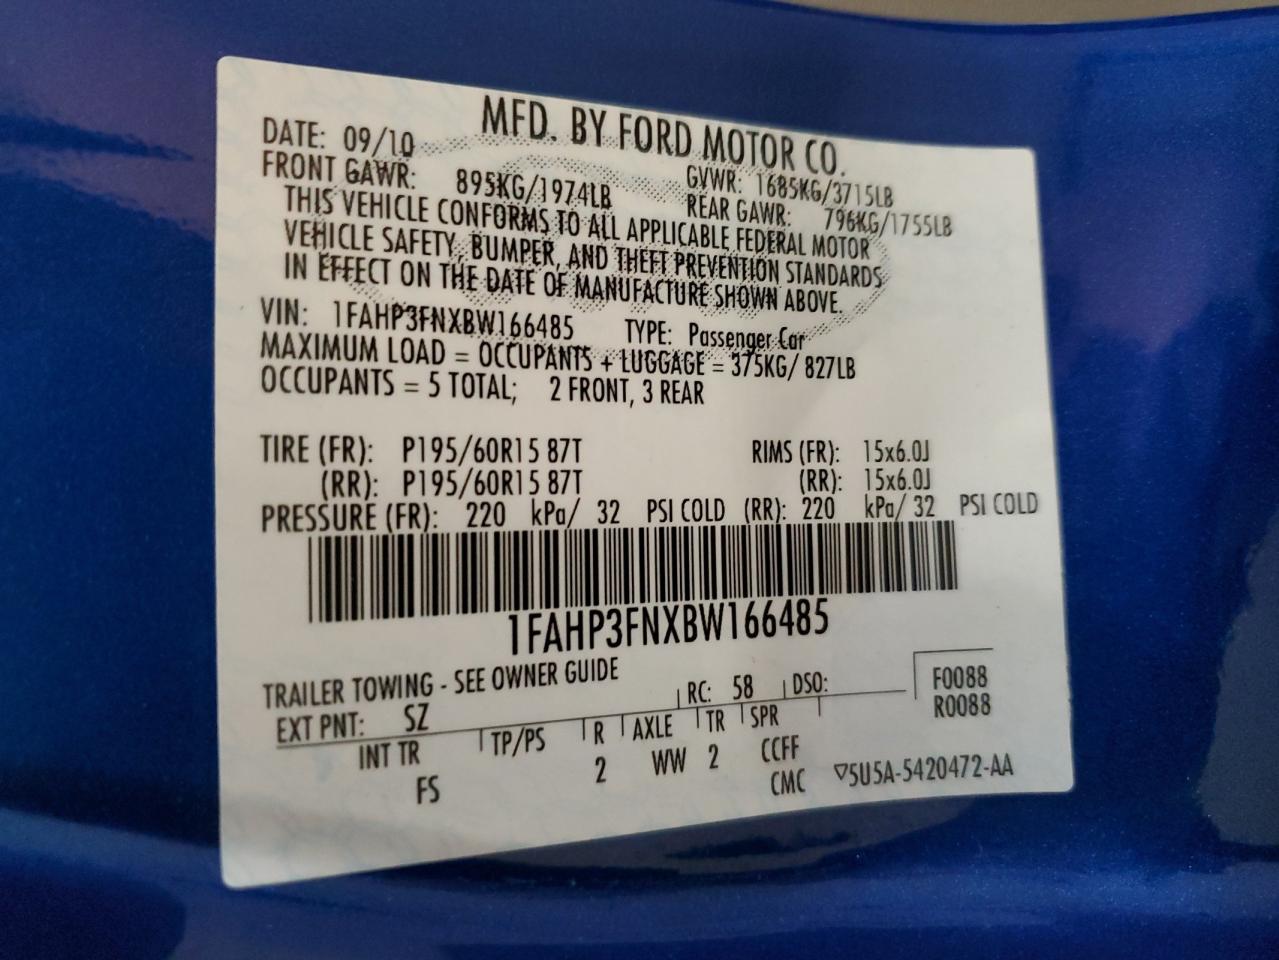 MFD. BY FORD MOTOR CO.
DATE: 09/10 GVWR: 1685KG/3715LB
FRONT GAWR: 895KG/1974LB REAR GAWR: 796KG/1755LB
THIS VEHICLE CONFORMS TO ALL APPLICABLE FEDERAL MOTOR
VEHICLE SAFETY, BUMPER, AND THEFT PREVENTION STANDARDS
IN EFFECT ON THE DATE OF MANUFACTURE SHOWN ABOVE.
VIN: 1FAHP3FNXBW166485 TYPE: Passenger Car
MAXIMUM LOAD = OCCUPANTS + LUGGAGE = 375KG/ 827LB
OCCUPANTS = 5 TOTAL; 2 FRONT, 3 REAR
TIRE (FR): P195/60R15 87T RIMS (FR): 15x6.0J
(RR): P195/60R15 87T (RR): 15x6.0J
PRESSURE (FR): 220 kPa/ 32 PSI COLD (RR): 220 kPa/ 32 PSI COLD
1FAHP3FNXBW166485
TRAILER TOWING - SEE OWNER GUIDE
EXT PNT: SZ RC: 58 DSO: F0088
R0088
INT TR TP/PS R AXLE TR SPR
FS 2 WW 2 CCFF
CMC ▽5U5A-5420472-AA